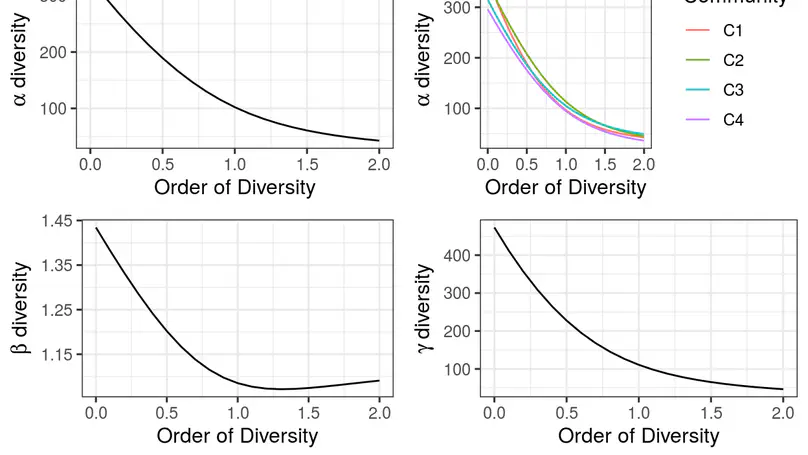 300
200
100
α diversity
0.0 0.5 1.0 1.5 2.0
Order of Diversity
300
200
100
α diversity
0.0 0.5 1.0 1.5 2.0
Order of Diversity
Community
C1
C2
C3
C4
1.45
1.35
1.25
1.15
β diversity
0.0 0.5 1.0 1.5 2.0
Order of Diversity
400
300
200
100
γ diversity
0.0 0.5 1.0 1.5 2.0
Order of Diversity